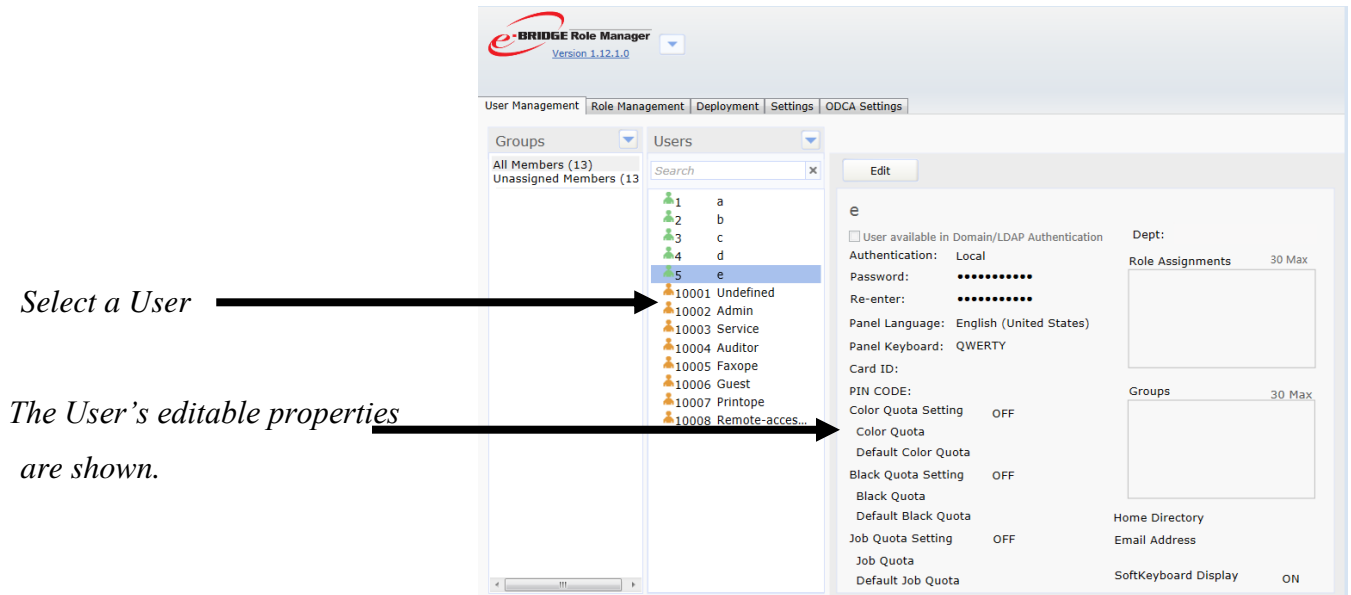 e-BRIDGE Role Manager
Version 1.12.1.0
User Management Role Management Deployment Settings ODCA Settings
Groups
All Members (13)
Unassigned Members (13
Users
Search
1 a
2 b
3 c
4 d
5 e
10001 Undefined
10002 Admin
10003 Service
10004 Auditor
10005 Faxope
10006 Guest
10007 Printope
10008 Remote-acces...
Select a User
The User's editable properties
are shown.
Edit
e
User available in Domain/LDAP Authentication
Authentication: Local
Password: •••••••••••
Re-enter: •••••••••••
Panel Language: English (United States)
Panel Keyboard: QWERTY
Card ID:
PIN CODE:
Color Quota Setting OFF
Color Quota
Default Color Quota
Black Quota Setting OFF
Black Quota
Default Black Quota
Job Quota Setting OFF
Job Quota
Default Job Quota
Dept:
Role Assignments 30 Max
Groups 30 Max
Home Directory
Email Address
SoftKeyboard Display ON